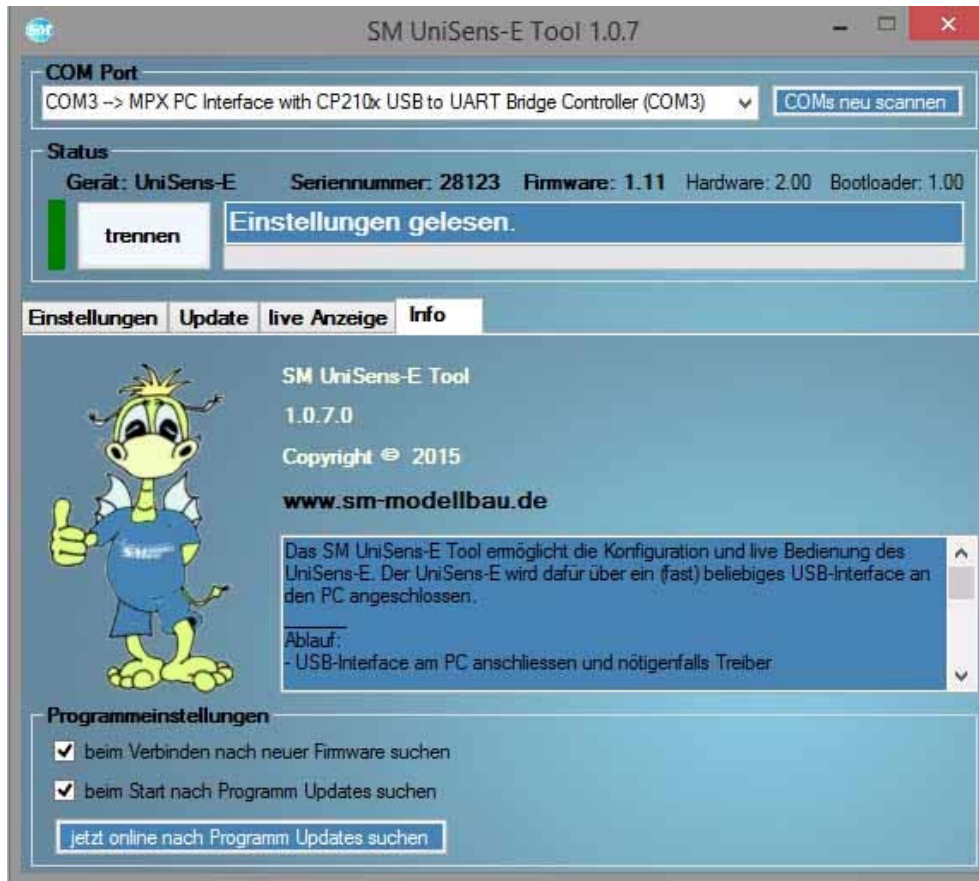 SM UniSens-E Tool 1.0.7
COM Port
COM3 --> MPX PC Interface with CP210x USB to UART Bridge Controller (COM3)
COMs neu scannen
Status
Gerät: UniSens-E Seriennummer: 28123 Firmware: 1.11 Hardware: 2.00 Bootloader: 1.00
trennen
Einstellungen gelesen.
Einstellungen Update live Anzeige Info
SM UniSens-E Tool
1.0.7.0
Copyright © 2015
www.sm-modellbau.de
Das SM UniSens-E Tool ermöglicht die Konfiguration und live Bedienung des
UniSens-E. Der UniSens-E wird dafür über ein (fast) beliebiges USB-Interface an
den PC angeschlossen.
______
Ablauf:
- USB-Interface am PC anschliessen und nötigenfalls Treiber
Programmeinstellungen
beim Verbinden nach neuer Firmware suchen
beim Start nach Programm Updates suchen
jetzt online nach Programm Updates suchen